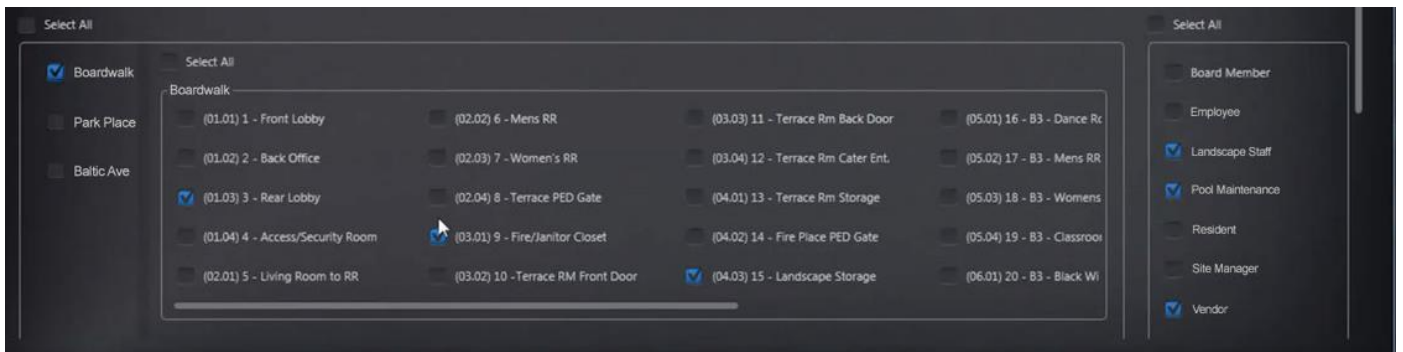 Select All
Select All
Boardwalk
Park Place
Baltic Ave
Select All
Boardwalk
(01.01) 1 - Front Lobby
(02.02) 6 - Mens RR
(03.03) 11 - Terrace Rm Back Door
(05.01) 16 - B3 - Dance Rc
(01.02) 2 - Back Office
(02.03) 7 - Women's RR
(03.04) 12 - Terrace Rm Cater Ent.
(05.02) 17 - B3 - Mens RR
(01.03) 3 - Rear Lobby
(02.04) 8 - Terrace PED Gate
(04.01) 13 - Terrace Rm Storage
(05.03) 18 - B3 - Womens
(01.04) 4 - Access/Security Room
(03.01) 9 - Fire/Janitor Closet
(04.02) 14 - Fire Place PED Gate
(05.04) 19 - B3 - Classroo
(02.01) 5 - Living Room to RR
(03.02) 10 -Terrace RM Front Door
(04.03) 15 - Landscape Storage
(06.01) 20 - B3 - Black Wi
Board Member
Employee
Landscape Staff
Pool Maintenance
Resident
Site Manager
Vendor